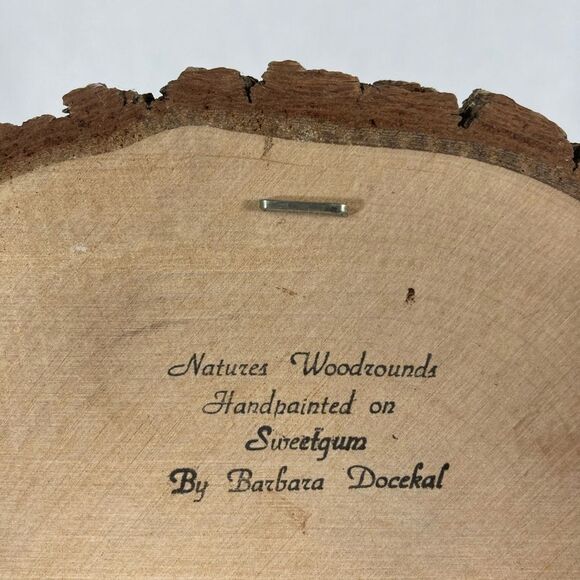 Natures Woodrounds
Handpainted on
Sweetgum
By Barbara Docekal